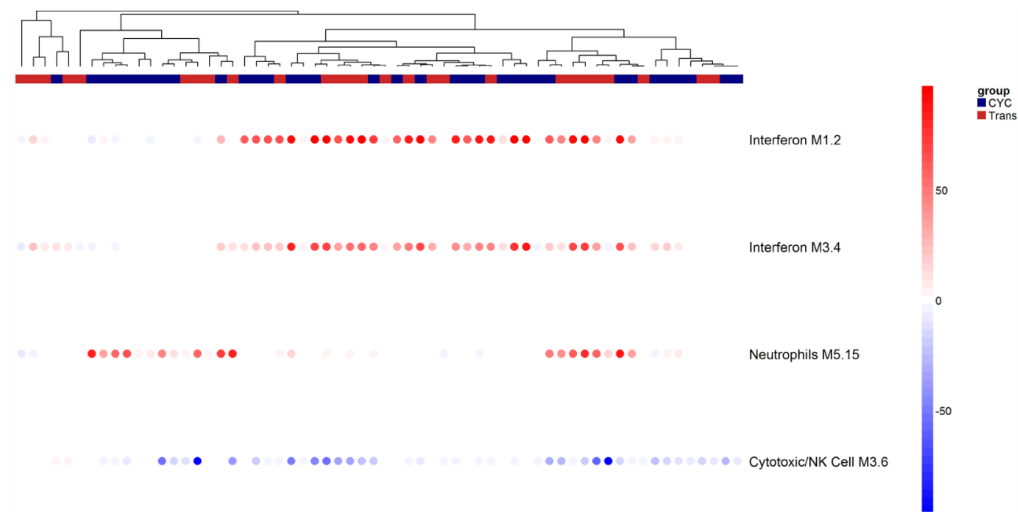 group
CYC
Trans
Interferon M1.2
50
Interferon M3.4
0
Neutrophils M5.15
-50
Cytotoxic/NK Cell M3.6